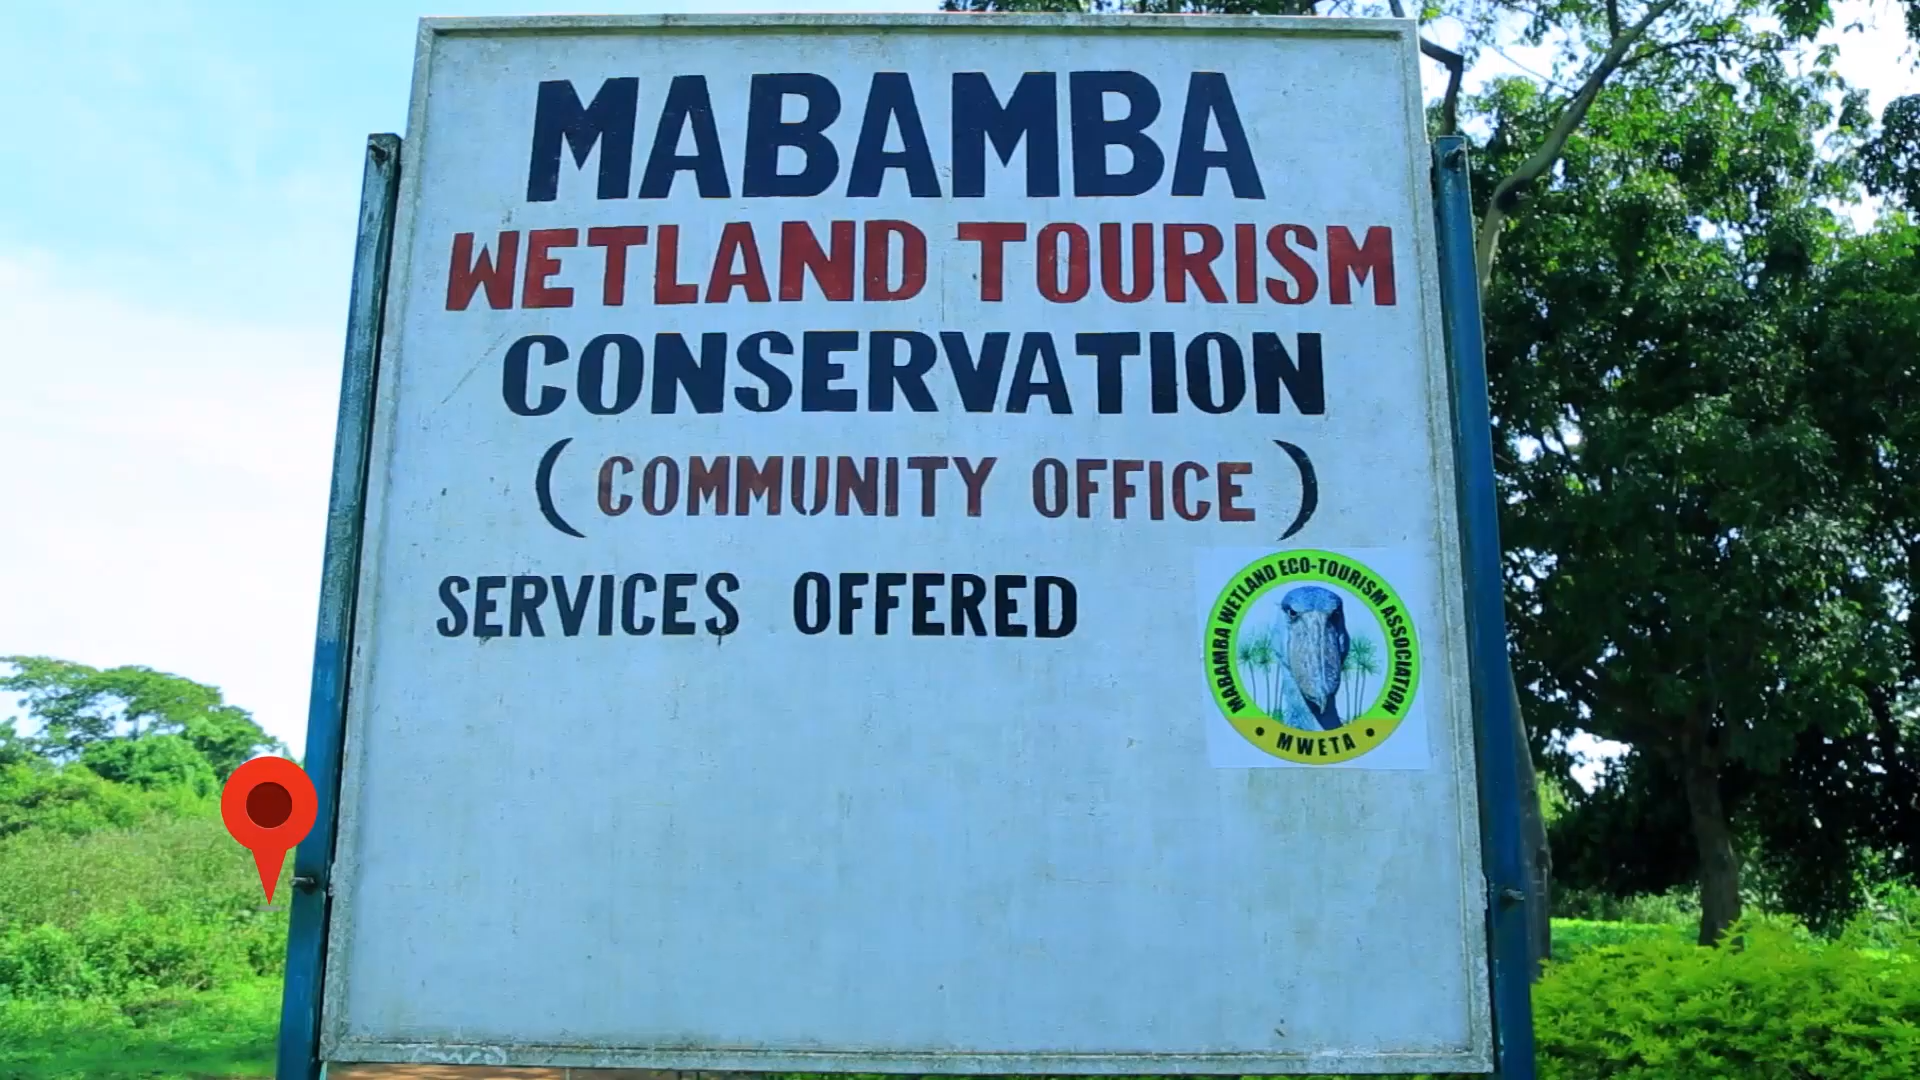 MABAMBA
WETLAND TOURISM
CONSERVATION
( COMMUNITY OFFICE )
SERVICES OFFERED
MABAMBA WETLAND ECO-TOURISM ASSOCIATION
• MWETA •